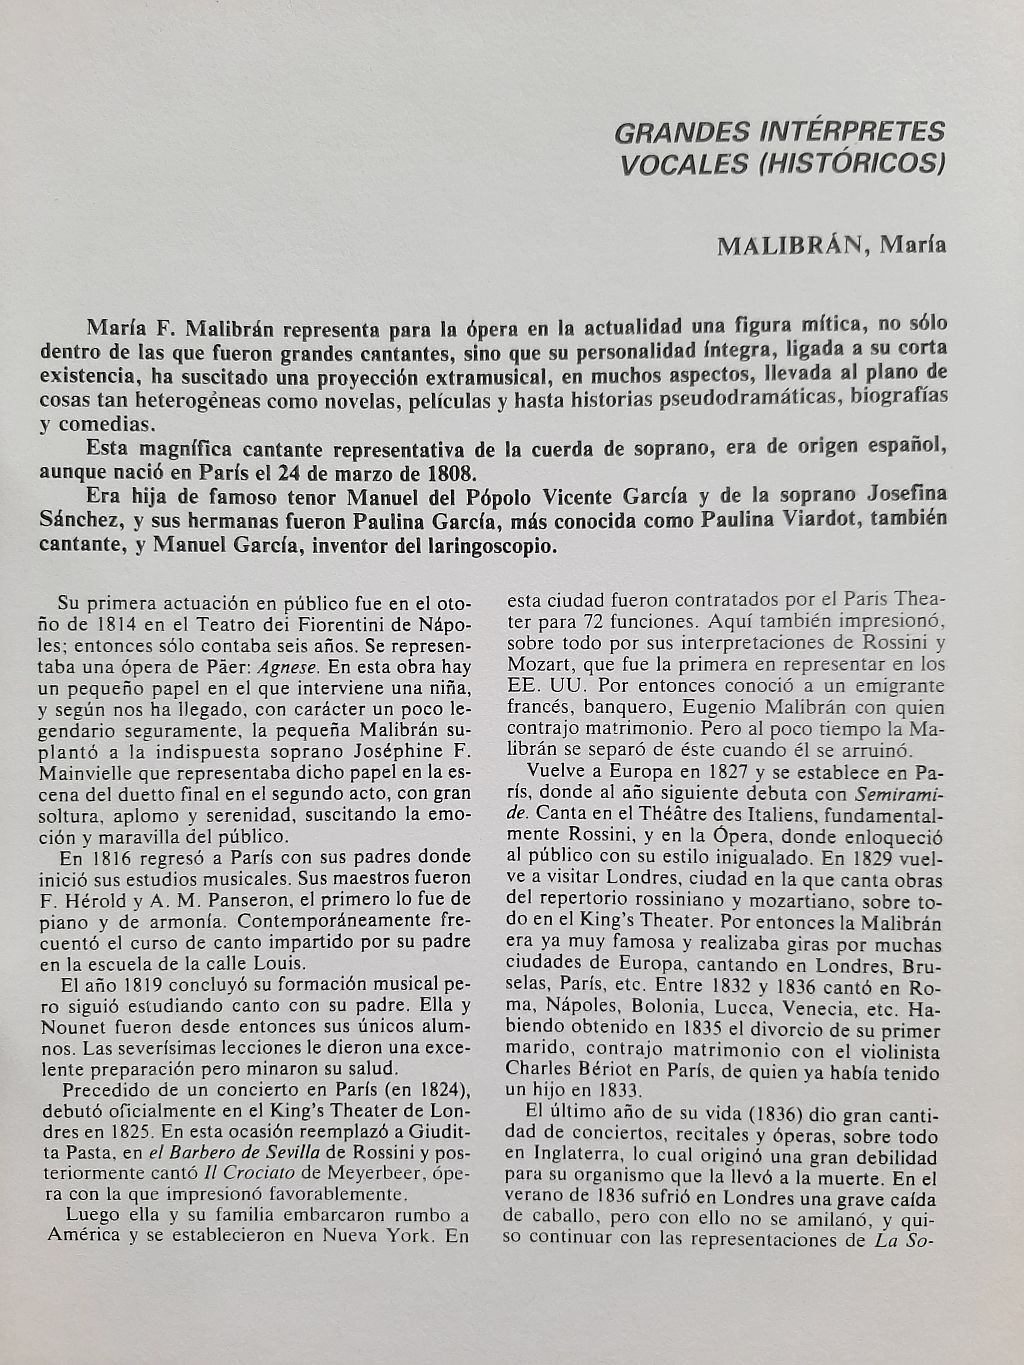 GRANDES INTÉRPRETES
VOCALES (HISTÓRICOS)
MALIBRÁN, María
María F. Malibrán representa para la ópera en la actualidad una figura mítica, no sólo
dentro de las que fueron grandes cantantes, sino que su personalidad íntegra, ligada a su corta
existencia, ha suscitado una proyección extramusical, en muchos aspectos, llevada al plano de
cosas tan heterogéneas como novelas, películas y hasta historias pseudodramáticas, biografías
y comedias.
Esta magnífica cantante representativa de la cuerda de soprano, era de origen español,
aunque nació en París el 24 de marzo de 1808.
Era hija de famoso tenor Manuel del Pópolo Vicente García y de la soprano Josefina
Sánchez, y sus hermanas fueron Paulina García, más conocida como Paulina Viardot, también
cantante, y Manuel García, inventor del laringoscopio.
Su primera actuación en público fue en el oto-
ño de 1814 en el Teatro dei Fiorentini de Nápo-
les; entonces sólo contaba seis años. Se represen-
taba una ópera de Päer: Agnese. En esta obra hay
un pequeño papel en el que interviene una niña,
y según nos ha llegado, con carácter un poco le-
gendario seguramente, la pequeña Malibrán su-
plantó a la indispuesta soprano Joséphine F.
Mainvielle que representaba dicho papel en la es-
cena del duetto final en el segundo acto, con gran
soltura, aplomo y serenidad, suscitando la emo-
ción y maravilla del público.
En 1816 regresó a París con sus padres donde
inició sus estudios musicales. Sus maestros fueron
F. Hérold y A. M. Panseron, el primero lo fue de
piano y de armonía. Contemporáneamente fre-
cuentó el curso de canto impartido por su padre
en la escuela de la calle Louis.
El año 1819 concluyó su formación musical pe-
ro siguió estudiando canto con su padre. Ella y
Nounet fueron desde entonces sus únicos alum-
nos. Las severísimas lecciones le dieron una exce-
lente preparación pero minaron su salud.
Precedido de un concierto en París (en 1824),
debutó oficialmente en el King's Theater de Lon-
dres en 1825. En esta ocasión reemplazó a Giudit-
ta Pasta, en el Barbero de Sevilla de Rossini y pos-
teriormente cantó Il Crociato de Meyerbeer, ópe-
ra con la que impresionó favorablemente.
Luego ella y su familia embarcaron rumbo a
América y se establecieron en Nueva York. En
esta ciudad fueron contratados por el Paris Thea-
ter para 72 funciones. Aquí también impresionó,
sobre todo por sus interpretaciones de Rossini y
Mozart, que fue la primera en representar en los
EE. UU. Por entonces conoció a un emigrante
francés, banquero, Eugenio Malibrán con quien
contrajo matrimonio. Pero al poco tiempo la Ma-
librán se separó de éste cuando él se arruinó.
Vuelve a Europa en 1827 y se establece en Pa-
rís, donde al año siguiente debuta con Semirami-
de. Canta en el Théâtre des Italiens, fundamental-
mente Rossini, y en la Ópera, donde enloqueció
al público con su estilo inigualado. En 1829 vuel-
ve a visitar Londres, ciudad en la que canta obras
del repertorio rossiniano y mozartiano, sobre to-
do en el King's Theater. Por entonces la Malibrán
era ya muy famosa y realizaba giras por muchas
ciudades de Europa, cantando en Londres, Bru-
selas, París, etc. Entre 1832 y 1836 cantó en Ro-
ma, Nápoles, Bolonia, Lucca, Venecia, etc. Ha-
biendo obtenido en 1835 el divorcio de su primer
marido, contrajo matrimonio con el violinista
Charles Bériot en París, de quien ya había tenido
un hijo en 1833.
El último año de su vida (1836) dio gran canti-
dad de conciertos, recitales y óperas, sobre todo
en Inglaterra, lo cual originó una gran debilidad
para su organismo que la llevó a la muerte. En el
verano de 1836 sufrió en Londres una grave caída
de caballo, pero con ello no se amilanó, y qui-
so continuar con las representaciones de La So-